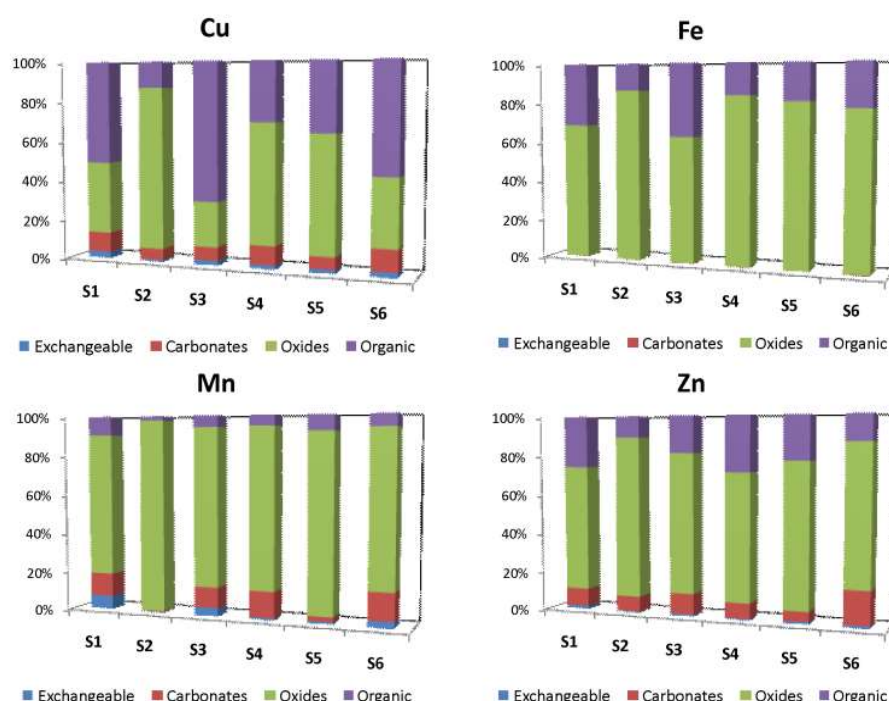 Cu
100%
80%
60%
40%
20%
0%
S1 S2 S3 S4 S5 S6
Exchangeable Carbonates Oxides Organic
Fe
100%
80%
60%
40%
20%
0%
S1 S2 S3 S4 S5 S6
Exchangeable Carbonates Oxides Organic
Mn
100%
80%
60%
40%
20%
0%
S1 S2 S3 S4 S5 S6
Exchangeable Carbonates Oxides Organic
Zn
100%
80%
60%
40%
20%
0%
S1 S2 S3 S4 S5 S6
Exchangeable Carbonates Oxides Organic